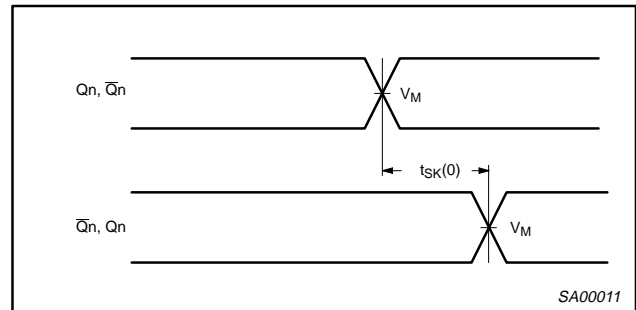 Qn, Q̅n
VM
tSK(0)
Q̅n, Qn
VM
SA00011